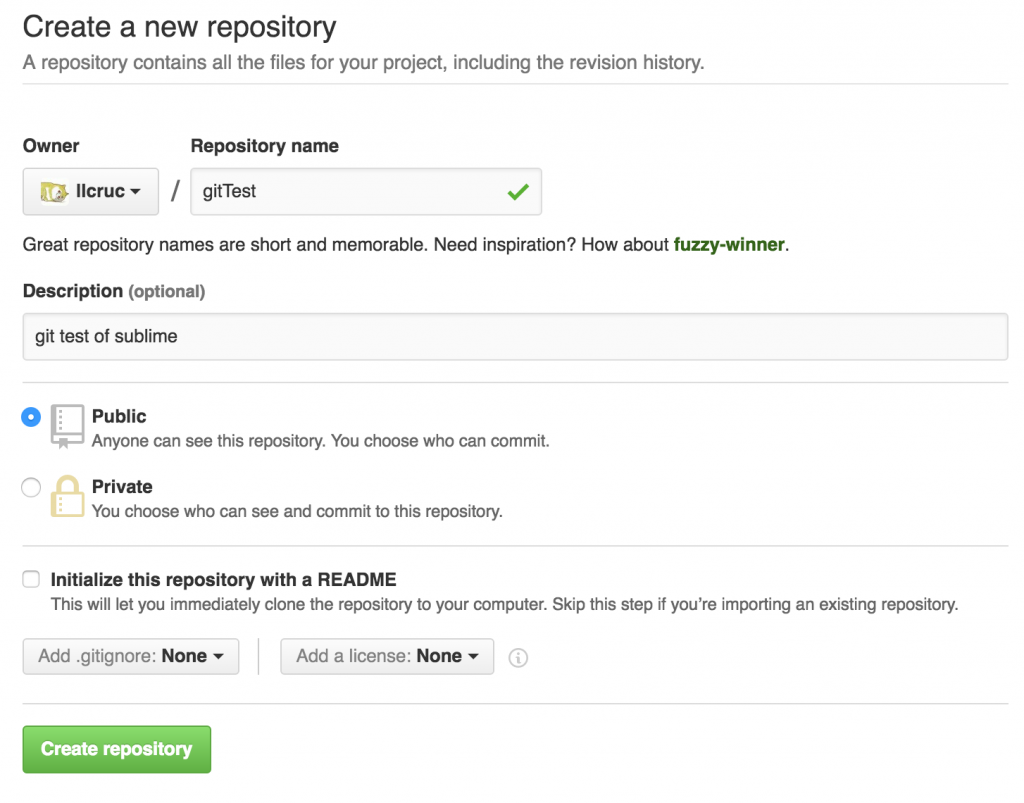 Create a new repository
A repository contains all the files for your project, including the revision history.
Owner
Repository name
llcruc
/
gitTest
Great repository names are short and memorable. Need inspiration? How about fuzzy-winner.
Description (optional)
git test of sublime
Public
Anyone can see this repository. You choose who can commit.
Private
You choose who can see and commit to this repository.
Initialize this repository with a README
This will let you immediately clone the repository to your computer. Skip this step if you’re importing an existing repository.
Add .gitignore: None
Add a license: None
Create repository